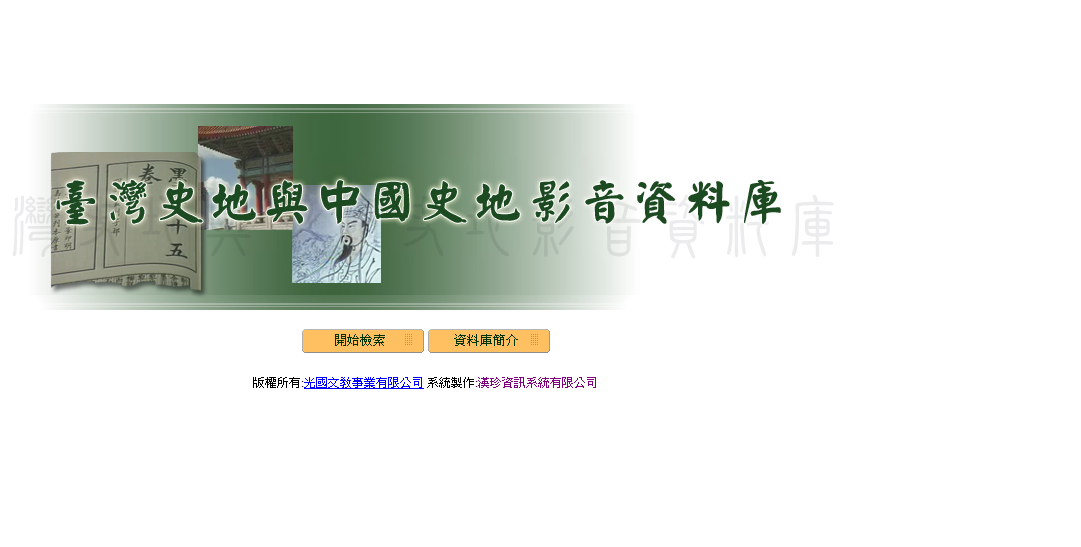 臺灣史地與中國史地影音資料庫
開始檢索
資料庫簡介
版權所有:光國文教事業有限公司 系統製作:漢珍資訊系統有限公司